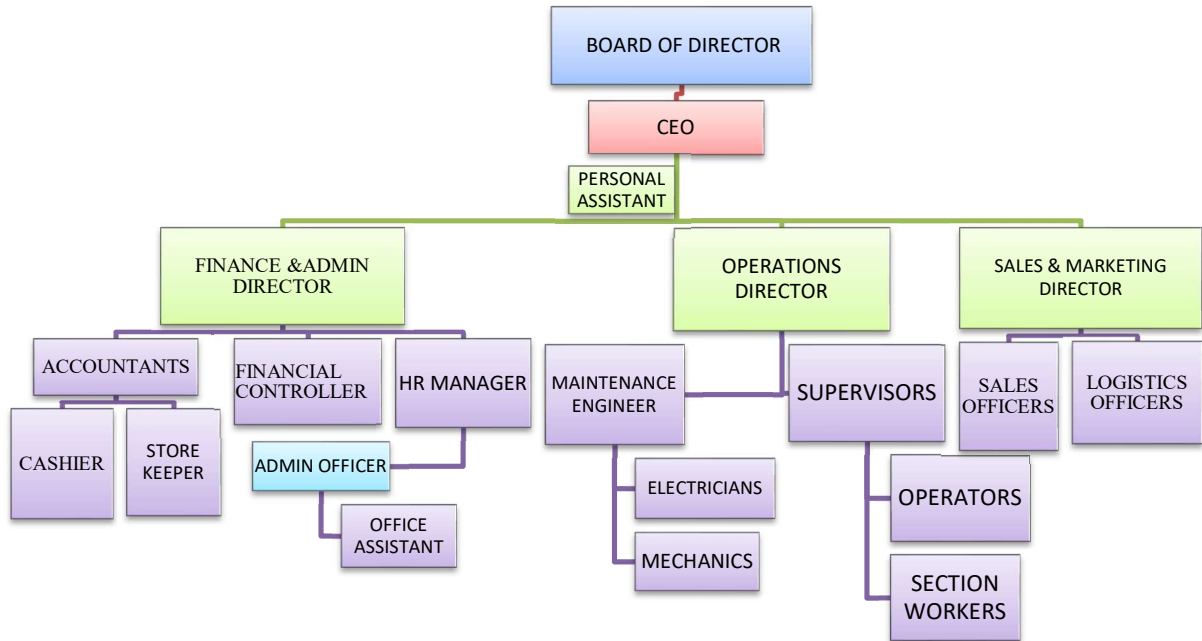 BOARD OF DIRECTOR
CEO
PERSONAL
ASSISTANT
FINANCE &ADMIN
DIRECTOR
OPERATIONS
DIRECTOR
SALES & MARKETING
DIRECTOR
ACCOUNTANTS
FINANCIAL
CONTROLLER
HR MANAGER
MAINTENANCE
ENGINEER
SUPERVISORS
SALES
OFFICERS
LOGISTICS
OFFICERS
CASHIER
STORE
KEEPER
ADMIN OFFICER
ELECTRICIANS
OPERATORS
OFFICE
ASSISTANT
MECHANICS
SECTION
WORKERS